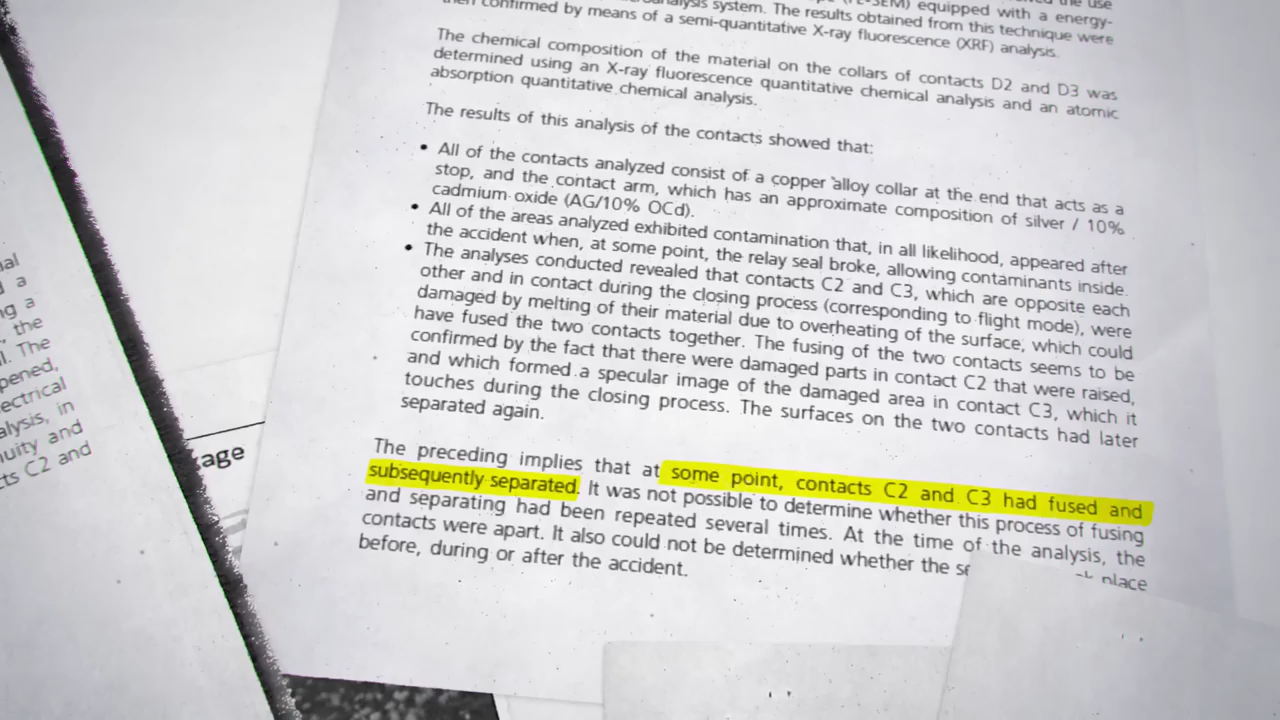 equipped with a energy-
system. The results obtained from this technique were
confirmed by means of a semi-quantitative X-ray fluorescence (XRF) analysis.
The chemical composition of the material on the collars of contacts D2 and D3 was
determined using an X-ray fluorescence quantitative chemical analysis and an atomic
absorption quantitative chemical analysis.
The results of this analysis of the contacts showed that:
• All of the contacts analyzed consist of a copper alloy collar at the end that acts as a
stop, and the contact arm, which has an approximate composition of silver / 10%
cadmium oxide (AG/10% OCd).
• All of the areas analyzed exhibited contamination that, in all likelihood, appeared after
the accident when, at some point, the relay seal broke, allowing contaminants inside.
• The analyses conducted revealed that contacts C2 and C3, which are opposite each
other and in contact during the closing process (corresponding to flight mode), were
damaged by melting of their material due to overheating of the surface, which could
have fused the two contacts together. The fusing of the two contacts seems to be
confirmed by the fact that there were damaged parts in contact C2 that were raised,
and which formed a specular image of the damaged area in contact C3, which it
touches during the closing process. The surfaces on the two contacts had later
separated again.
The preceding implies that at some point, contacts C2 and C3 had fused and
subsequently separated. It was not possible to determine whether this process of fusing
and separating had been repeated several times. At the time of the analysis, the
contacts were apart. It also could not be determined whether the
place
before, during or after the accident.
a
the
The
and
C2 and